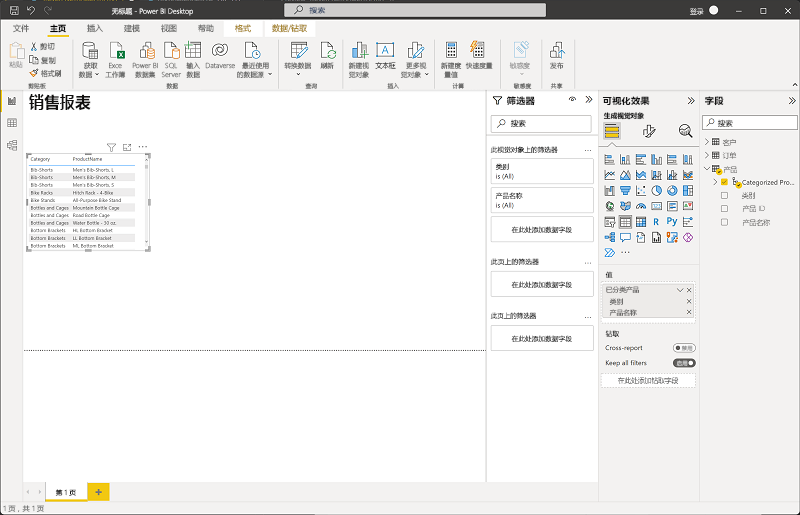 无标题 - Power BI Desktop
搜索
登录
文件 主页 插入 建模 视图 帮助 格式 数据/钻取
粘贴
剪切
复制
格式刷
获取数据
Exce 工作簿
Power BI 数据集
SQL Server
输入数据
Dataverse
最近使用的数据源
转换数据
刷新
新建视觉对象
文本框
更多视觉对象
新建度量值
快速度量
敏感度
发布
剪贴板 数据 查询 插入 计算 敏感度 共享
销售报表
Category ProductName
Bib-Shorts Men's Bib-Shorts, L
Bib-Shorts Men's Bib-Shorts, M
Bib-Shorts Men's Bib-Shorts, S
Bike Racks Hitch Rack - 4-Bike
Bike Stands All-Purpose Bike Stand
Bottles and Cages Mountain Bottle Cage
Bottles and Cages Road Bottle Cage
Bottles and Cages Water Bottle - 30 oz.
Bottom Brackets HL Bottom Bracket
Bottom Brackets LL Bottom Bracket
Bottom Brackets ML Bottom Bracket
筛选器
搜索
此视觉对象上的筛选器 ...
类别
is (All)
产品名称
is (All)
在此处添加数据字段
此页上的筛选器 ...
在此处添加数据字段
此页上的筛选器 ...
在此处添加数据字段
可视化效果
生成视觉对象
R Py
值
已分类产品
类别
产品名称
钻取
Cross-report 禁用
Keep all filters 启用
在此处添加钻取字段
字段
搜索
客户
订单
产品
Categorized Pro...
类别
产品 ID
产品名称
第 1 页
1 页，共 1 页